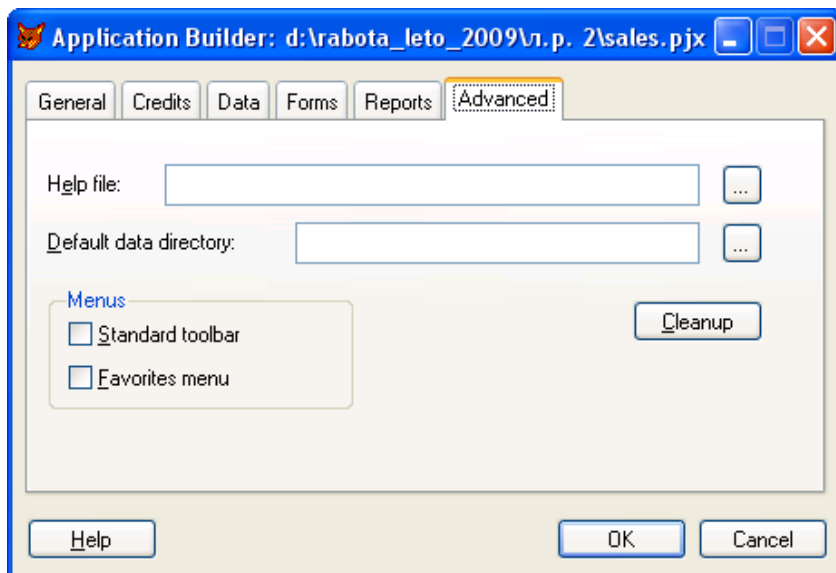 Application Builder: d:\rabota_leto_2009\л.р. 2\sales.pjx
General Credits Data Forms Reports Advanced
Help file: ...
Default data directory: ...
Menus
Cleanup
Standard toolbar
Favorites menu
Help OK Cancel